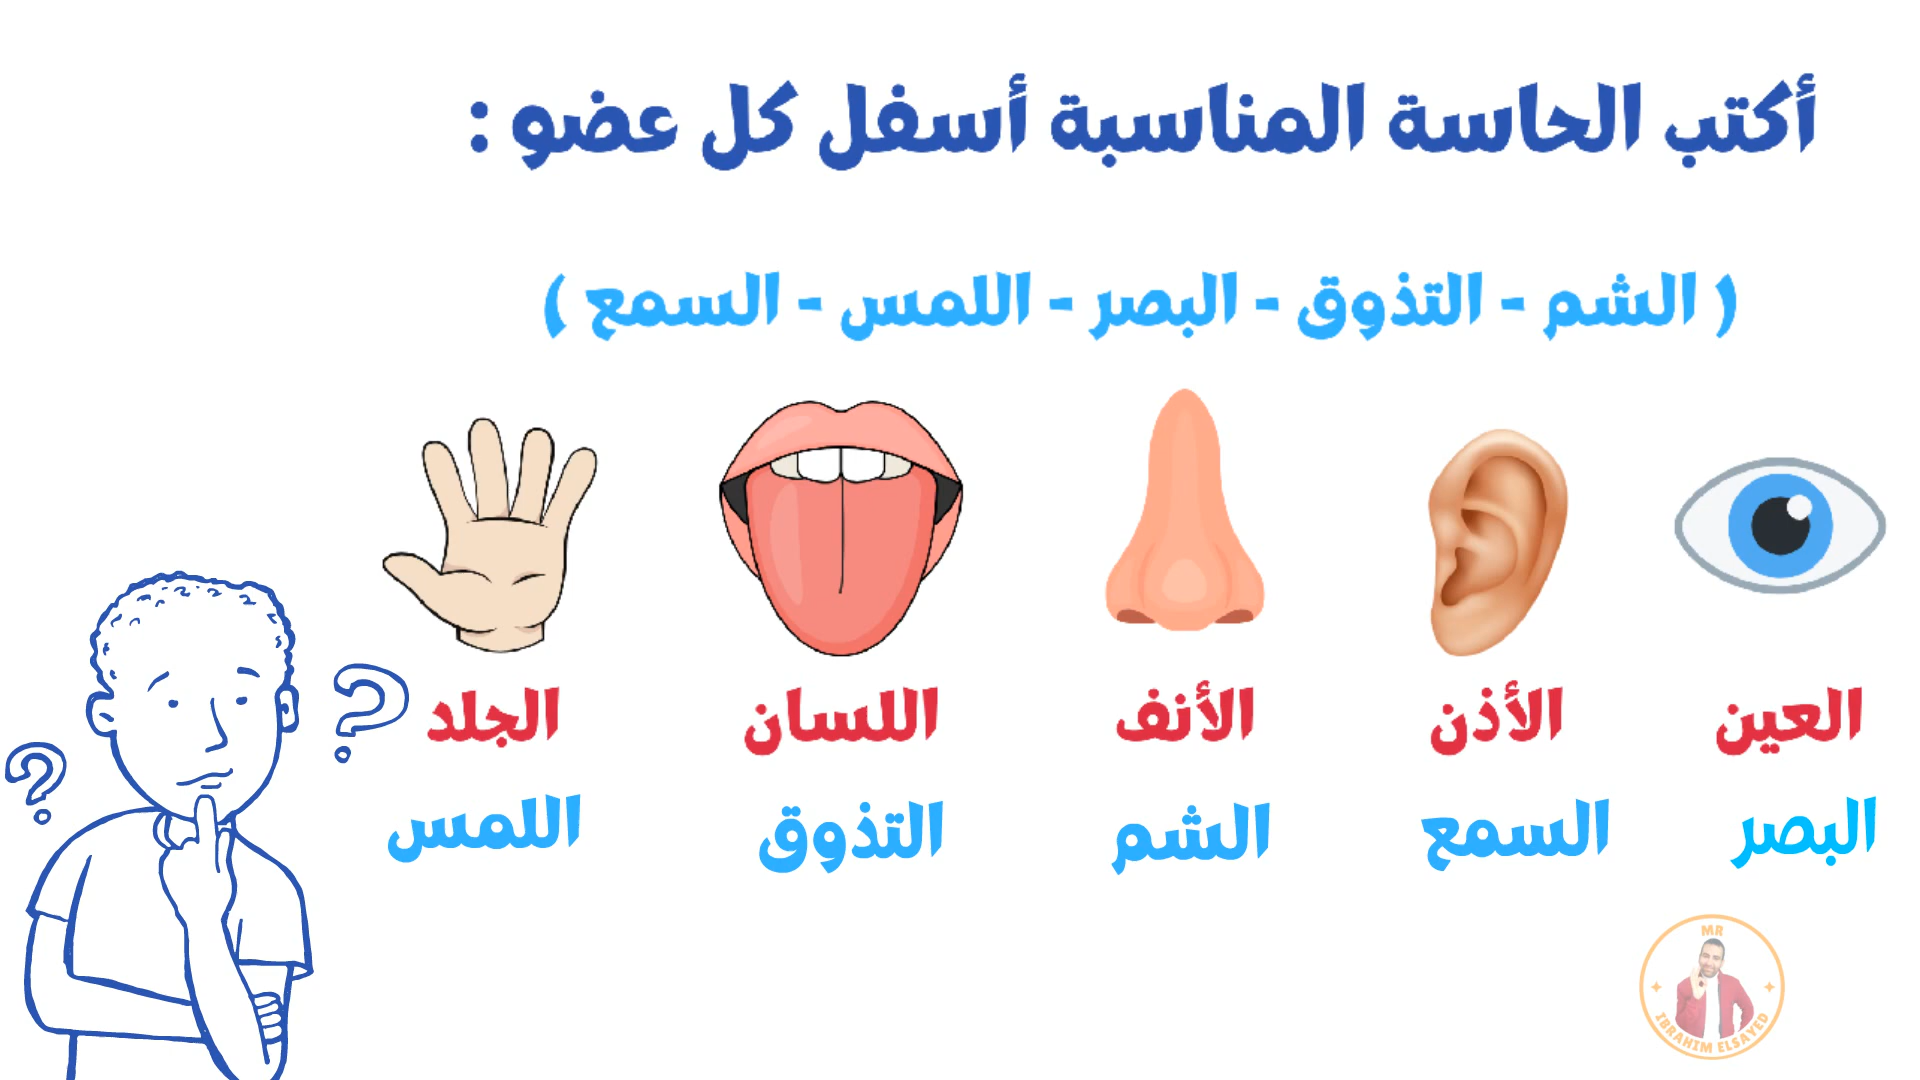 أكتب الحاسة المناسبة أسفل كل عضو :
( الشم - التذوق - البصر - اللمس - السمع )
العين الأذن الأنف اللسان الجلد
البصر السمع الشم التذوق اللمس
? ?
MR
IBRAHIM ELSAYED